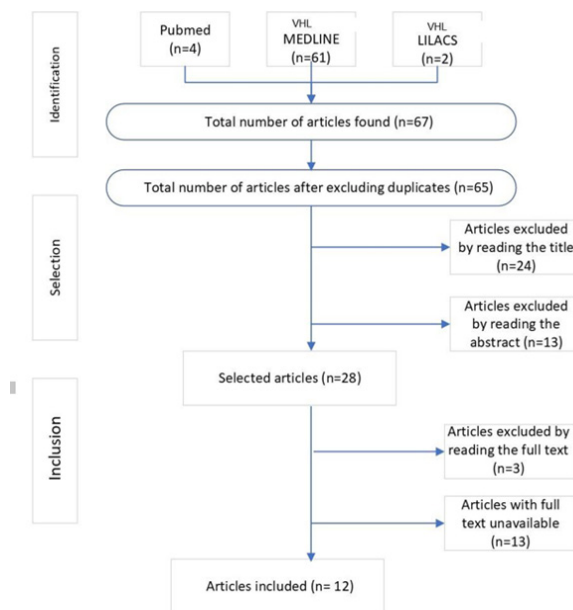 Identification
Pubmed
(n=4)
VHL
MEDLINE
(n=61)
VHL
LILACS
(n=2)
Total number of articles found (n=67)
Total number of articles after excluding duplicates (n=65)
Selection
Articles excluded
by reading the title
(n=24)
Articles excluded
by reading the
abstract (n=13)
Selected articles (n=28)
Inclusion
Articles excluded by
reading the full text
(n=3)
Articles with full
text unavailable
(n=13)
Articles included (n= 12)